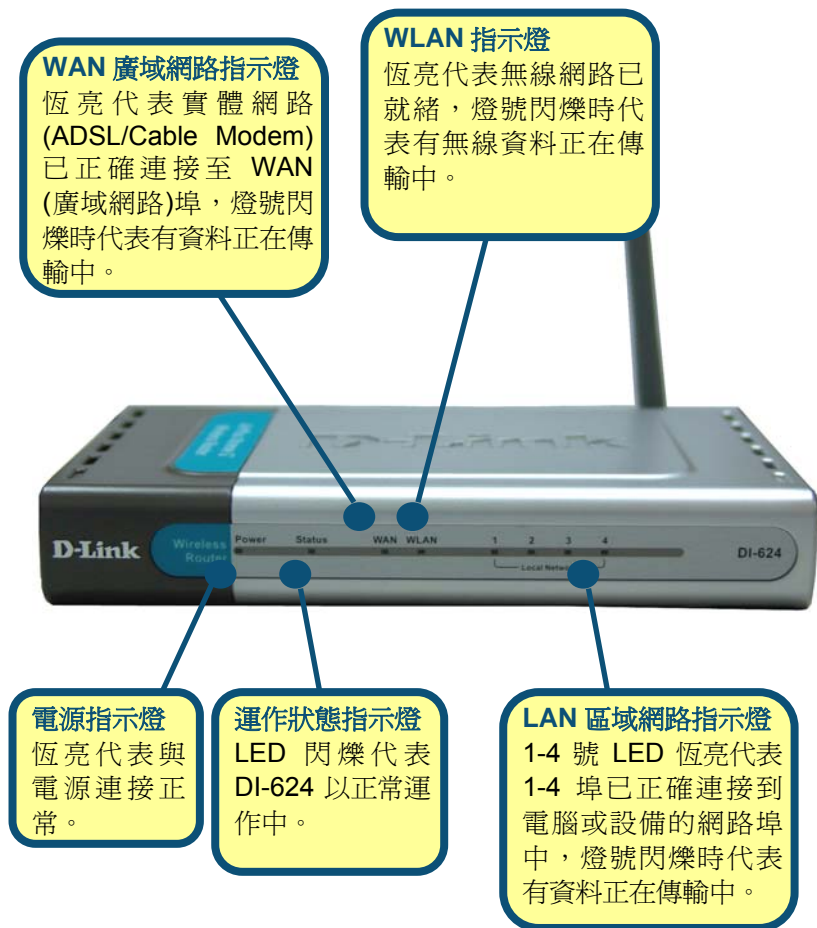 WAN 廣域網路指示燈
恆亮代表實體網路
(ADSL/Cable Modem)
已正確連接至 WAN
(廣域網路)埠，燈號閃
爍時代表有資料正在傳
輸中。
WLAN 指示燈
恆亮代表無線網路已
就緒，燈號閃爍時代
表有無線資料正在傳
輸中。
D-Link
D-Link
Wireless
Router
Power Status WAN WLAN 1 2 3 4
Local Network
DI-624
電源指示燈
恆亮代表與
電源連接正
常。
運作狀態指示燈
LED 閃爍代表
DI-624 以正常運
作中。
LAN 區域網路指示燈
1-4 號 LED 恆亮代表
1-4 埠已正確連接到
電腦或設備的網路埠
中，燈號閃爍時代表
有資料正在傳輸中。